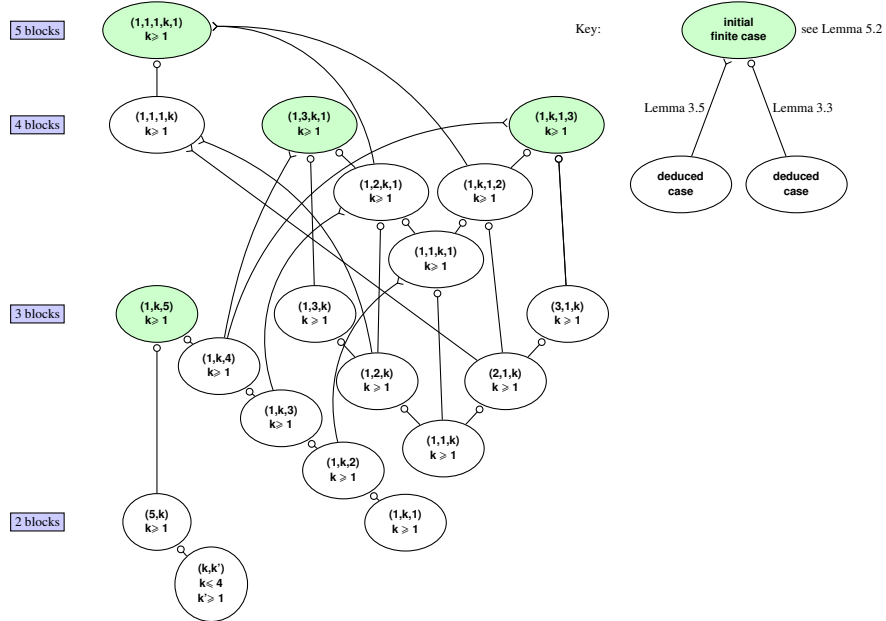 5 blocks
(1,1,1,k,1)
k⩾ 1
Key:
initial
finite case
see Lemma 5.2
4 blocks
(1,1,1,k)
k⩾ 1
(1,3,k,1)
k⩾ 1
(1,k,1,3)
k⩾ 1
Lemma 3.5
Lemma 3.3
(1,2,k,1)
k⩾ 1
(1,k,1,2)
k⩾ 1
deduced
case
deduced
case
(1,1,k,1)
k⩾ 1
3 blocks
(1,k,5)
k⩾ 1
(1,3,k)
k⩾ 1
(3,1,k)
k⩾ 1
(1,k,4)
k⩾ 1
(1,2,k)
k⩾ 1
(2,1,k)
k⩾ 1
(1,k,3)
k⩾ 1
(1,1,k)
k⩾ 1
(1,k,2)
k⩾ 1
2 blocks
(5,k)
k⩾ 1
(1,k,1)
k⩾ 1
(k,k')
k⩽ 4
k'⩾ 1